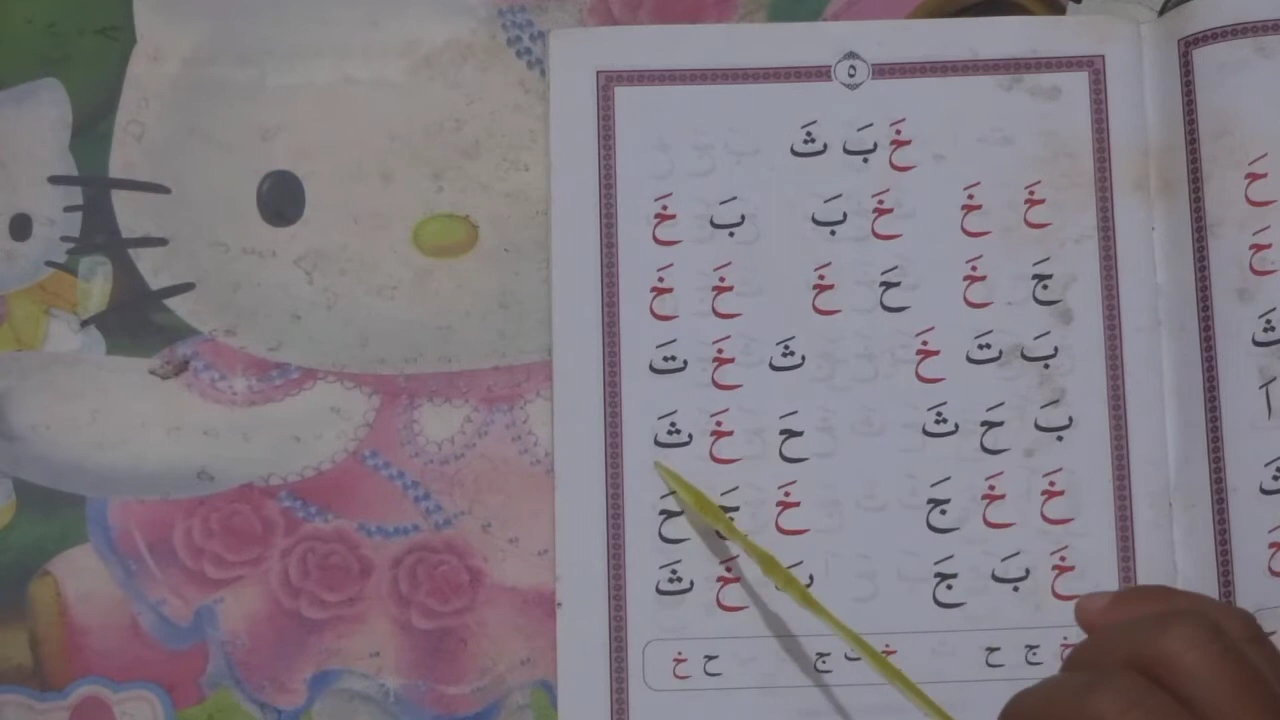 ٥
خَ بَ ثَ
خَ خَ خَ بَ بَ خَ
جَ خَ حَ خَ خَ خَ
بَ تَ خَ ثَ خَ تَ
بَ حَ ثَ حَ خَ ثَ
خَ خَ جَ خَ حَ
خَ بَ جَ خَ ثَ
خ ج ح خ ج ح خ